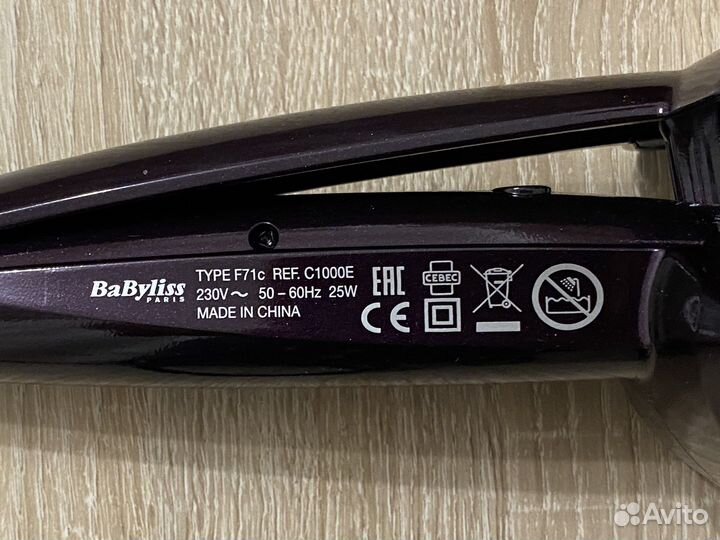 BaByliss
PARIS
TYPE F71c REF. C1000E
230V~ 50-60Hz 25W
MADE IN CHINA
EAC
CEBEC
CE
Avito